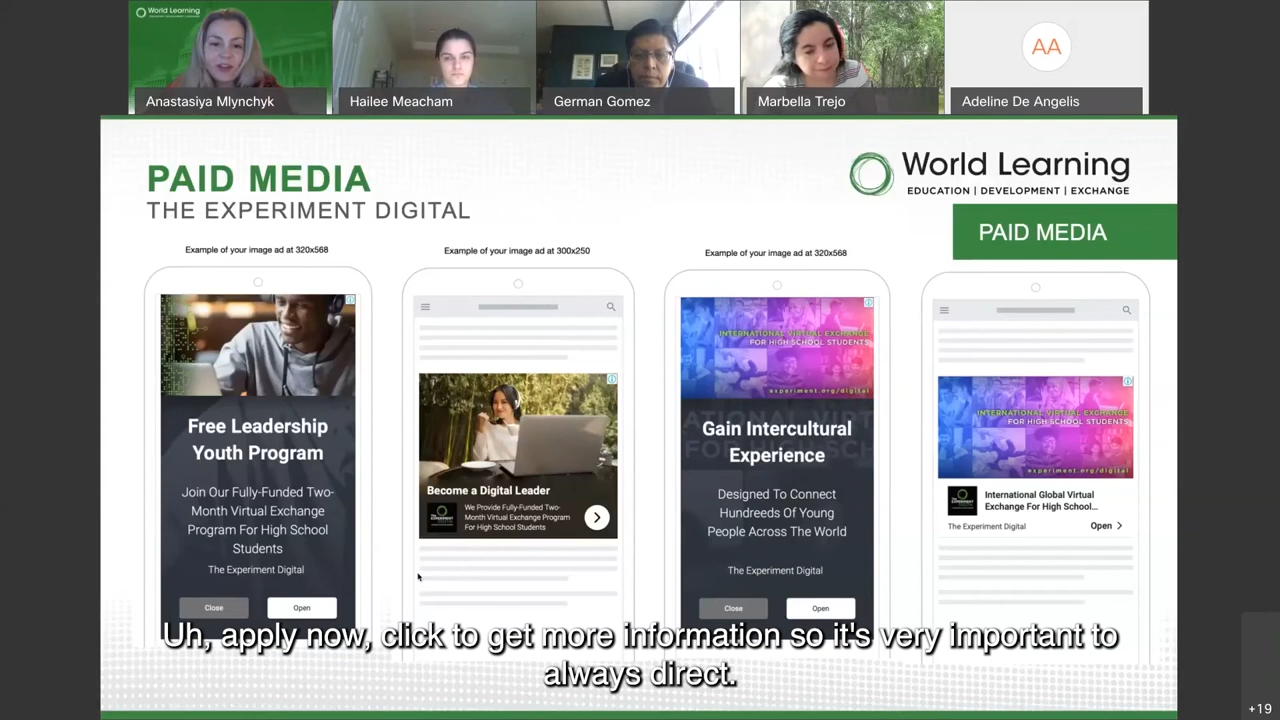 World Learning
EDUCATION | DEVELOPMENT | EXCHANGE
Anastasiya Mlynchyk
Hailee Meacham
German Gomez
Marbella Trejo
AA
Adeline De Angelis
PAID MEDIA
THE EXPERIMENT DIGITAL
World Learning
EDUCATION | DEVELOPMENT | EXCHANGE
PAID MEDIA
Example of your image ad at 320x568
Free Leadership
Youth Program
Join Our Fully-Funded Two-
Month Virtual Exchange
Program For High School
Students
The Experiment Digital
Close
Open
Example of your image ad at 300x250
Become a Digital Leader
We Provide Fully-Funded Two-
Month Virtual Exchange Program
For High School Students
Example of your image ad at 320x568
INTERNATIONAL VIRTUAL EXCHANGE
FOR HIGH SCHOOL STUDENTS
experiment.org/digital
Gain Intercultural
Experience
Designed To Connect
Hundreeds Of Young
People Across The World
The Experiment Digital
Close
Open
INTERNATIONAL VIRTUAL EXCHANGE
FOR HIGH SCHOOL STUDENTS
experiment.org/digital
International Global Virtual
Exchange For High School...
The Experiment Digital
Open
Uh, apply now, click to get more information so it's very important to
always direct.
+19